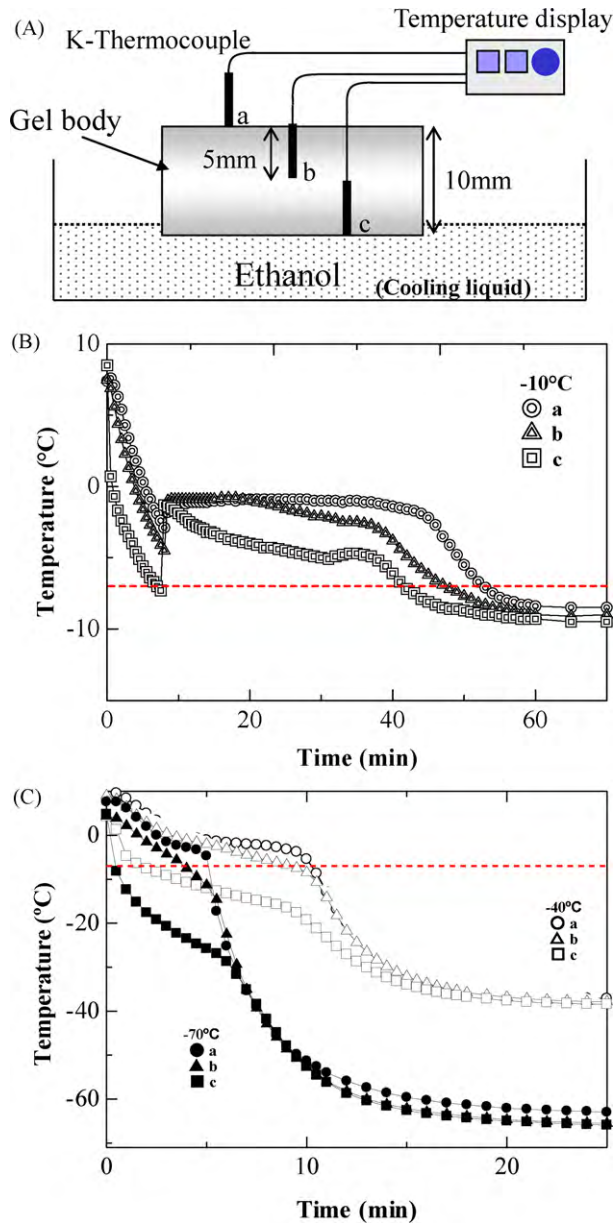 (A)
Temperature display
K-Thermocouple
a
Gel body
5mm
b
10mm
c
Ethanol
(Cooling liquid)
(B)
10
0
-10
Temperature (°C)
-10°C
a
b
c
0
20
40
60
Time (min)
(C)
0
-20
-40
-60
Temperature (°C)
-40°C
a
b
c
-70°C
a
b
c
0
10
20
Time (min)